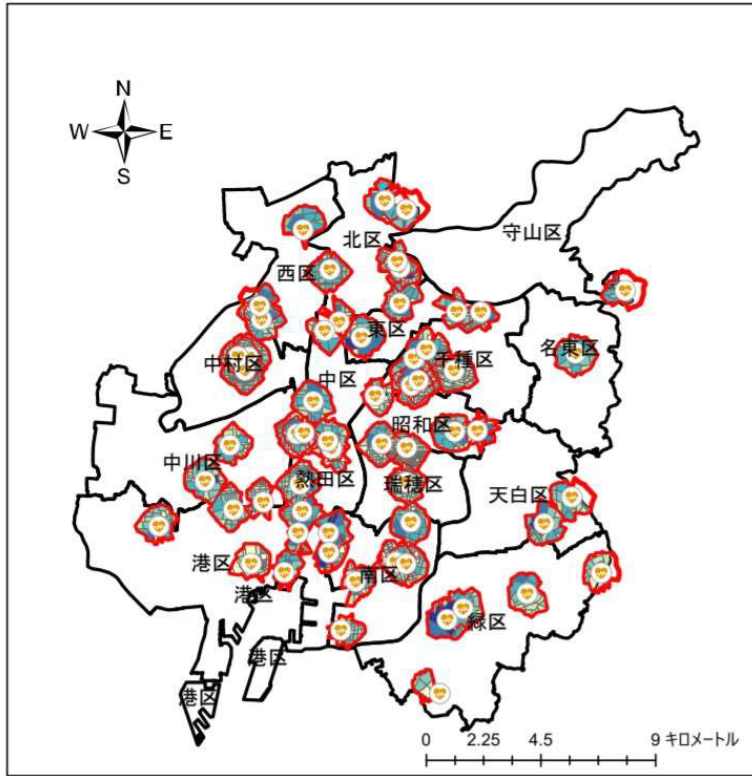 N
W
E
S
守山区
北区
西区
東区
名東区
千種区
中村区
中区
昭和区
中川区
熱田区
瑞穂区
天白区
港区
南区
港区
緑区
港区
港区
0 2.25 4.5 9 キロメートル